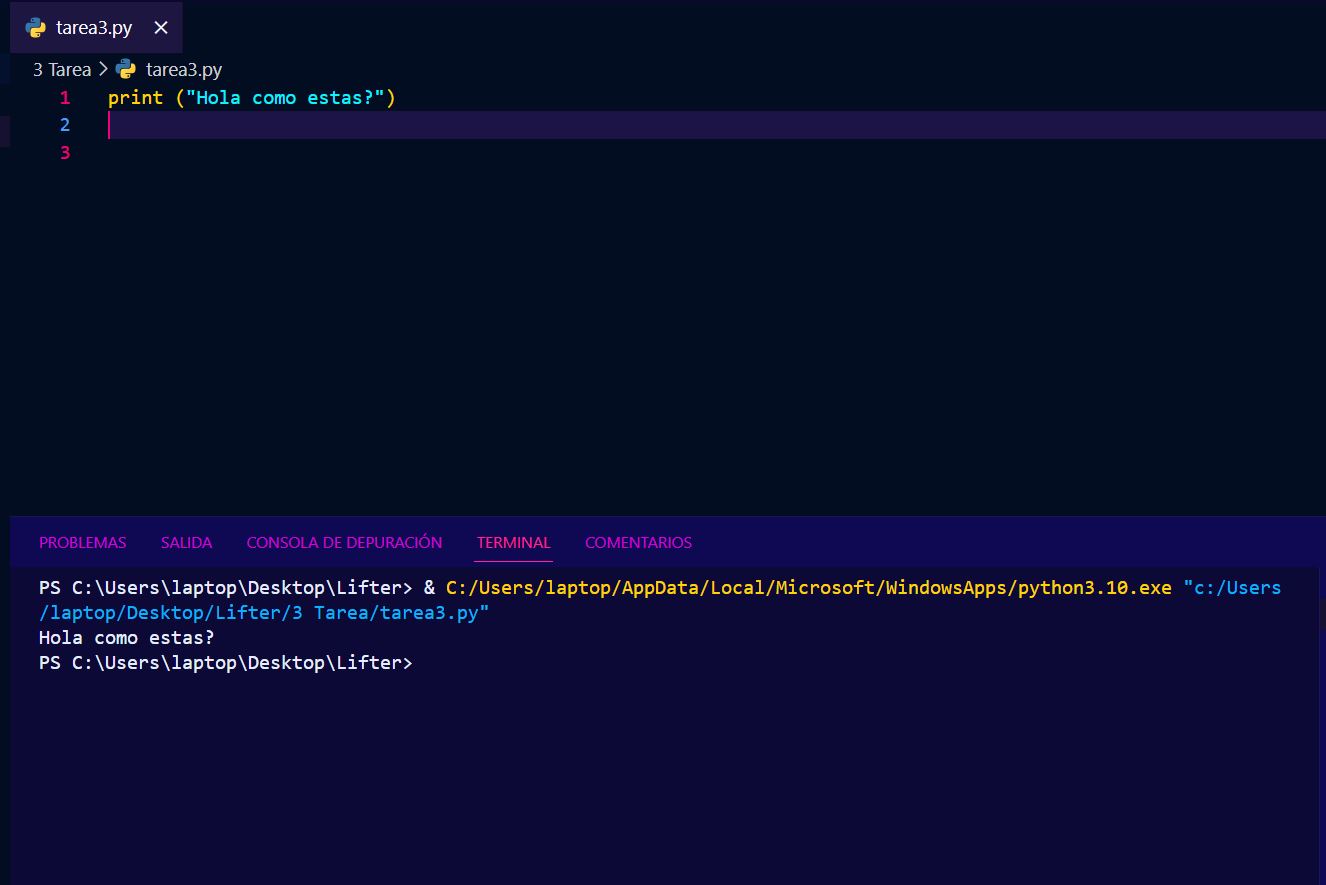 tarea3.py
3 Tarea > tarea3.py
1 print ("Hola como estas?")
2
3
PROBLEMAS SALIDA CONSOLA DE DEPURACIÓN TERMINAL COMENTARIOS
PS C:\Users\laptop\Desktop\Lifter> & C:/Users/laptop/AppData/Local/Microsoft/WindowsApps/python3.10.exe "c:/Users
/laptop/Desktop/Lifter/3 Tarea/tarea3.py"
Hola como estas?
PS C:\Users\laptop\Desktop\Lifter>